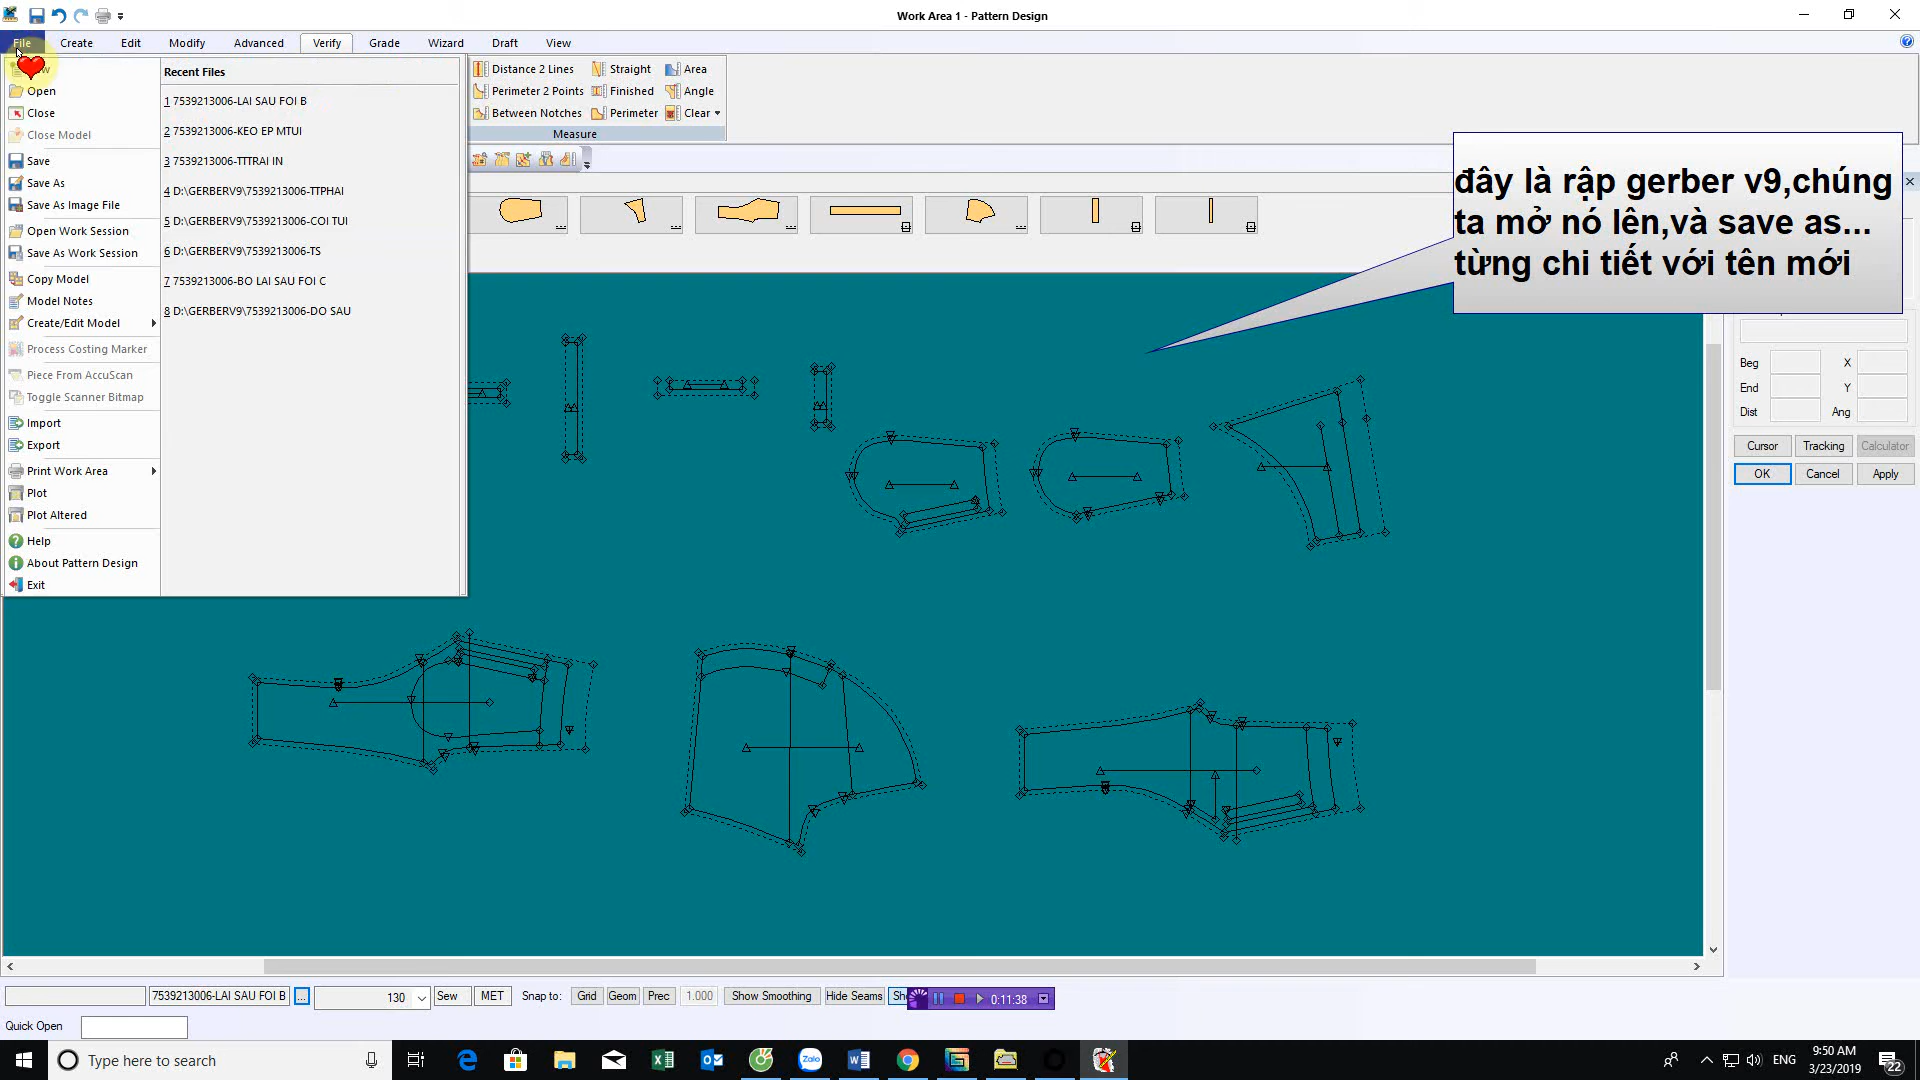 Work Area 1 - Pattern Design
File Create Edit Modify Advanced Verify Grade Wizard Draft View
Open
Close
Close Model
Save
Save As
Save As Image File
Open Work Session
Save As Work Session
Copy Model
Model Notes
Create/Edit Model
Process Costing Marker
Piece From AccuScan
Toggle Scanner Bitmap
Import
Export
Print Work Area
Plot
Plot Altered
Help
About Pattern Design
Exit
Recent Files
1 7539213006-LAI SAU FOI B
2 7539213006-KEO EP MTUI
3 7539213006-TTTRAI IN
4 D:\GERBERV9\7539213006-TTPHAI
5 D:\GERBERV9\7539213006-COI TUI
6 D:\GERBERV9\7539213006-TS
7 7539213006-BO LAI SAU FOI C
8 D:\GERBERV9\7539213006-DO SAU
Distance 2 Lines Straight Area
Perimeter 2 Points Finished Angle
Between Notches Perimeter Clear
Measure
đây là rập gerber v9,chúng
ta mở nó lên,và save as...
từng chi tiết với tên mới
Beg X
End Y
Dist Ang
Cursor Tracking Calculator
OK Cancel Apply
7539213006-LAI SAU FOI B ... 130 Sew MET Snap to: Grid Geom Prec 1.000 Show Smoothing Hide Seams 0:11:38
Quick Open
Type here to search
Zalo
ENG
9:50 AM
3/23/2019
22